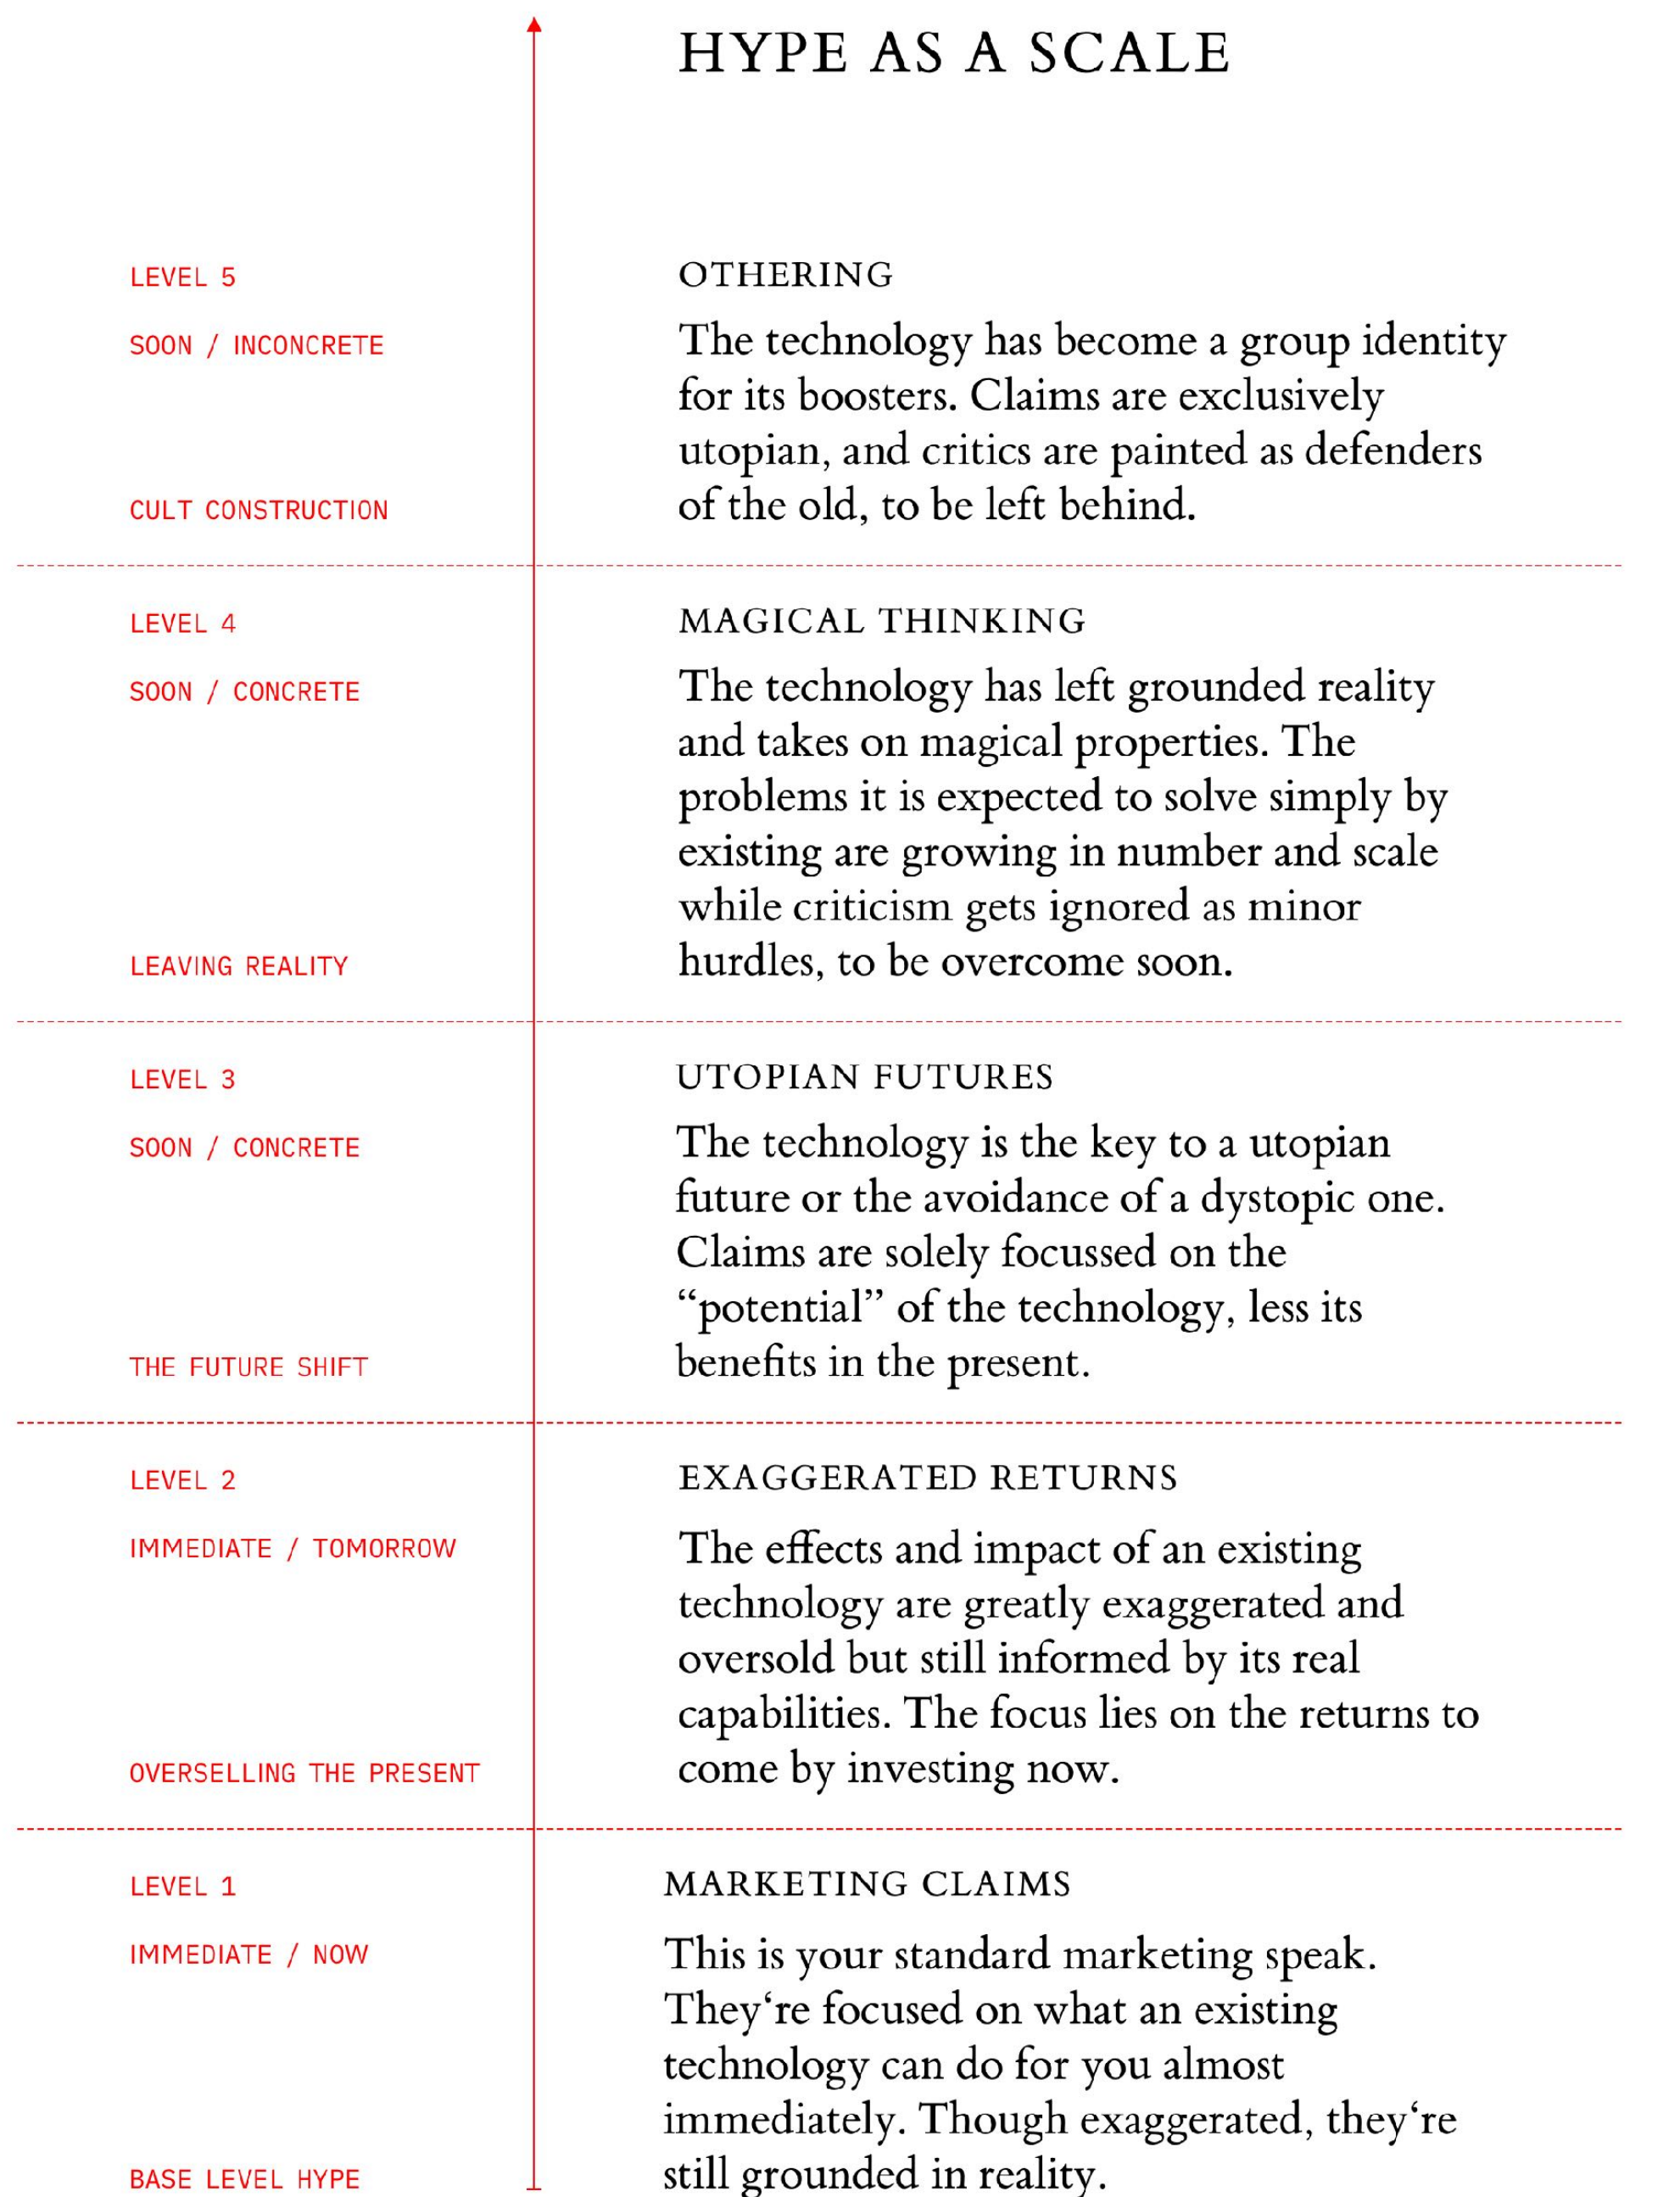 HYPE AS A SCALE
LEVEL 5
SOON / INCONCRETE
CULT CONSTRUCTION
OTHERING
The technology has become a group identity
for its boosters. Claims are exclusively
utopian, and critics are painted as defenders
of the old, to be left behind.
LEVEL 4
SOON / CONCRETE
LEAVING REALITY
MAGICAL THINKING
The technology has left grounded reality
and takes on magical properties. The
problems it is expected to solve simply by
existing are growing in number and scale
while criticism gets ignored as minor
hurdles, to be overcome soon.
LEVEL 3
SOON / CONCRETE
THE FUTURE SHIFT
UTOPIAN FUTURES
The technology is the key to a utopian
future or the avoidance of a dystopic one.
Claims are solely focussed on the
“potential” of the technology, less its
benefits in the present.
LEVEL 2
IMMEDIATE / TOMORROW
OVERSELLING THE PRESENT
EXAGGERATED RETURNS
The effects and impact of an existing
technology are greatly exaggerated and
oversold but still informed by its real
capabilities. The focus lies on the returns to
come by investing now.
LEVEL 1
IMMEDIATE / NOW
BASE LEVEL HYPE
MARKETING CLAIMS
This is your standard marketing speak.
They‘re focused on what an existing
technology can do for you almost
immediately. Though exaggerated, they‘re
still grounded in reality.